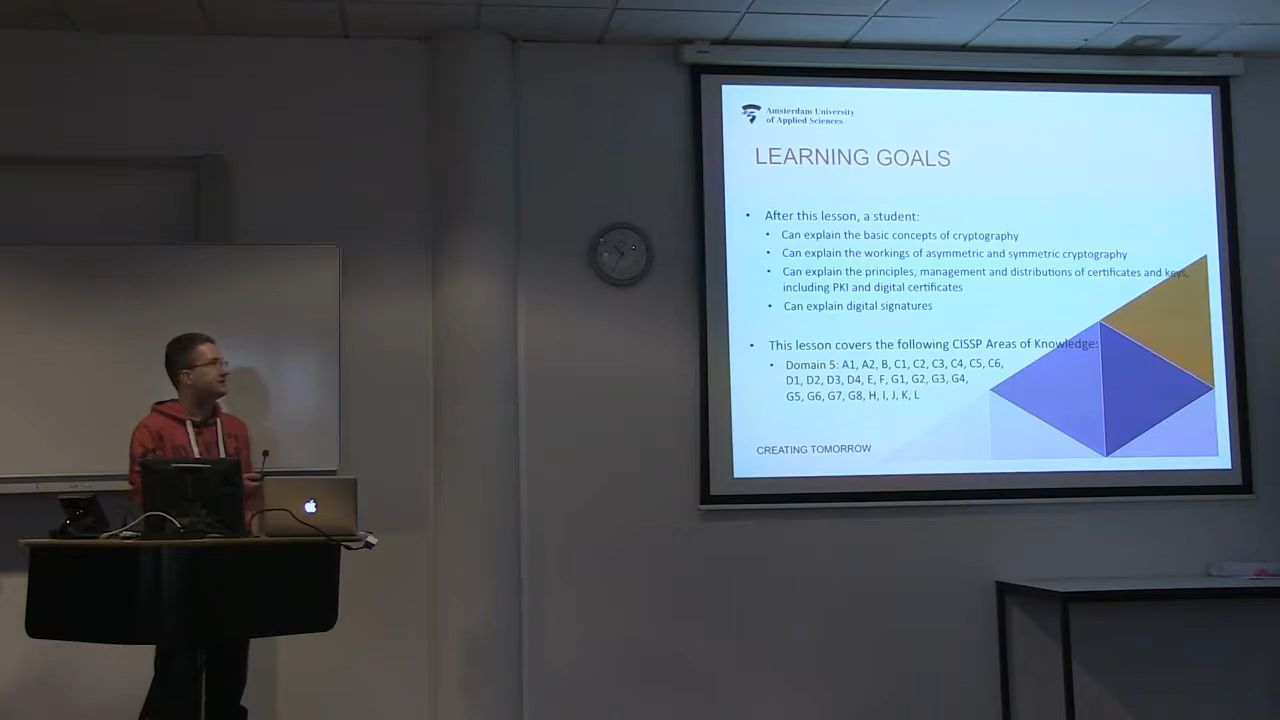 Amsterdam University
of Applied Sciences
LEARNING GOALS
• After this lesson, a student:
• Can explain the basic concepts of cryptography
• Can explain the workings of asymmetric and symmetric cryptography
• Can explain the principles, management and distributions of certificates and keys,
including PKI and digital certificates
• Can explain digital signatures
• This lesson covers the following CISSP Areas of Knowledge:
• Domain 5: A1, A2, B, C1, C2, C3, C4, C5, C6,
D1, D2, D3, D4, E, F, G1, G2, G3, G4,
G5, G6, G7, G8, H, I, J, K, L
CREATING TOMORROW